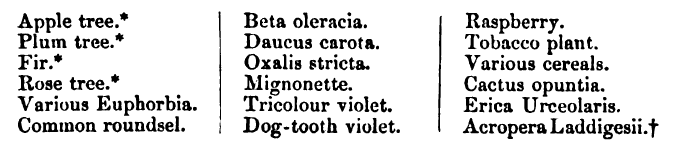 Apple tree.*
Plum tree.*
Fir.*
Rose tree.*
Various Euphorbia.
Common roundsel.
Beta oleracia.
Daucus carota.
Oxalis stricta.
Mignonette.
Tricolour violet.
Dog-tooth violet.
Raspberry.
Tobacco plant.
Various cereals.
Cactus opuntia.
Erica Urceolaris.
Acropera Laddigesii.†